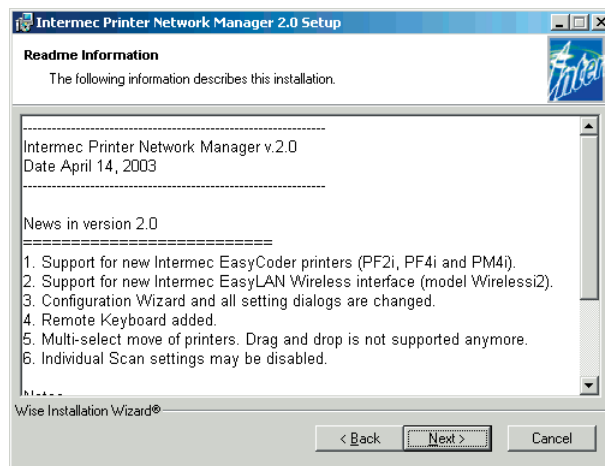 Intermec Printer Network Manager 2.0 Setup
Readme Information
The following information describes this installation.
Inter
----------------------------------------------------------------
Intermec Printer Network Manager v.2.0
Date April 14, 2003
----------------------------------------------------------------
News in version 2.0
==========================
1. Support for new Intermec EasyCoder printers (PF2i, PF4i and PM4i).
2. Support for new Intermec EasyLAN Wireless interface (model Wirelessi2).
3. Configuration Wizard and all setting dialogs are changed.
4. Remote Keyboard added.
5. Multi-select move of printers. Drag and drop is not supported anymore.
6. Individual Scan settings may be disabled.
Wise Installation Wizard®
< Back Next > Cancel